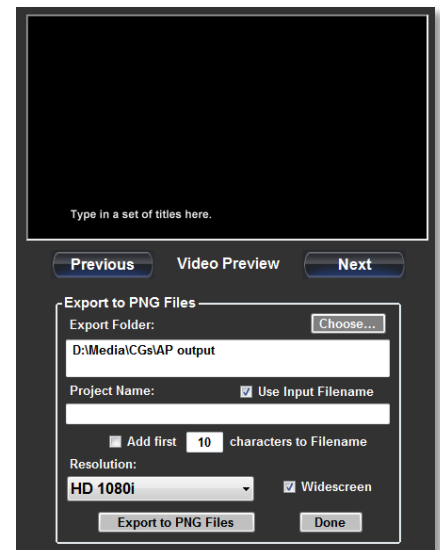 Type in a set of titles here.
Previous Video Preview Next
Export to PNG Files
Export Folder: Choose...
D:\Media\CGs\AP output
Project Name: Use Input Filename
Add first 10 characters to Filename
Resolution:
HD 1080i Widescreen
Export to PNG Files Done